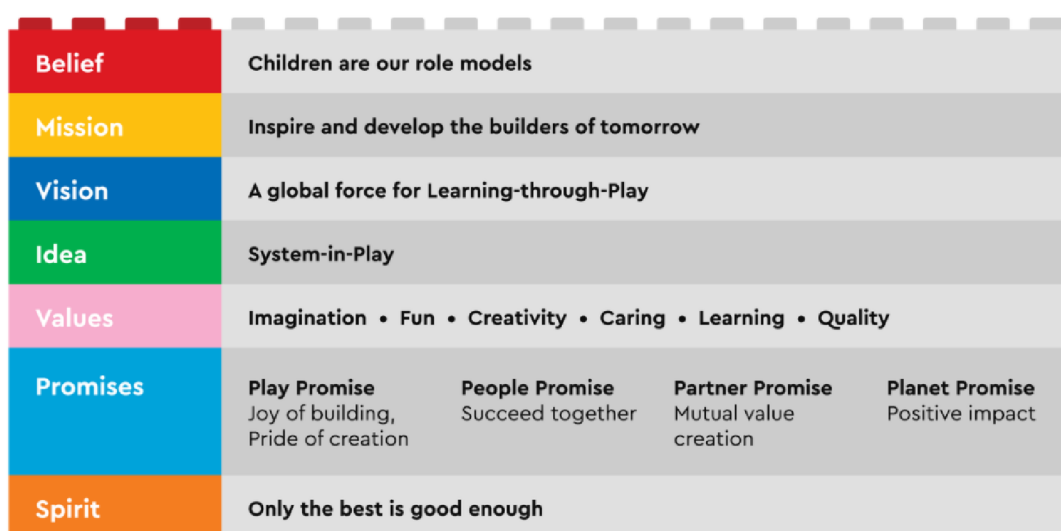 Belief Children are our role models
Mission Inspire and develop the builders of tomorrow
Vision A global force for Learning-through-Play
Idea System-in-Play
Values Imagination • Fun • Creativity • Caring • Learning • Quality
Promises
Play Promise
Joy of building,
Pride of creation
People Promise
Succeed together
Partner Promise
Mutual value
creation
Planet Promise
Positive impact
Spirit Only the best is good enough